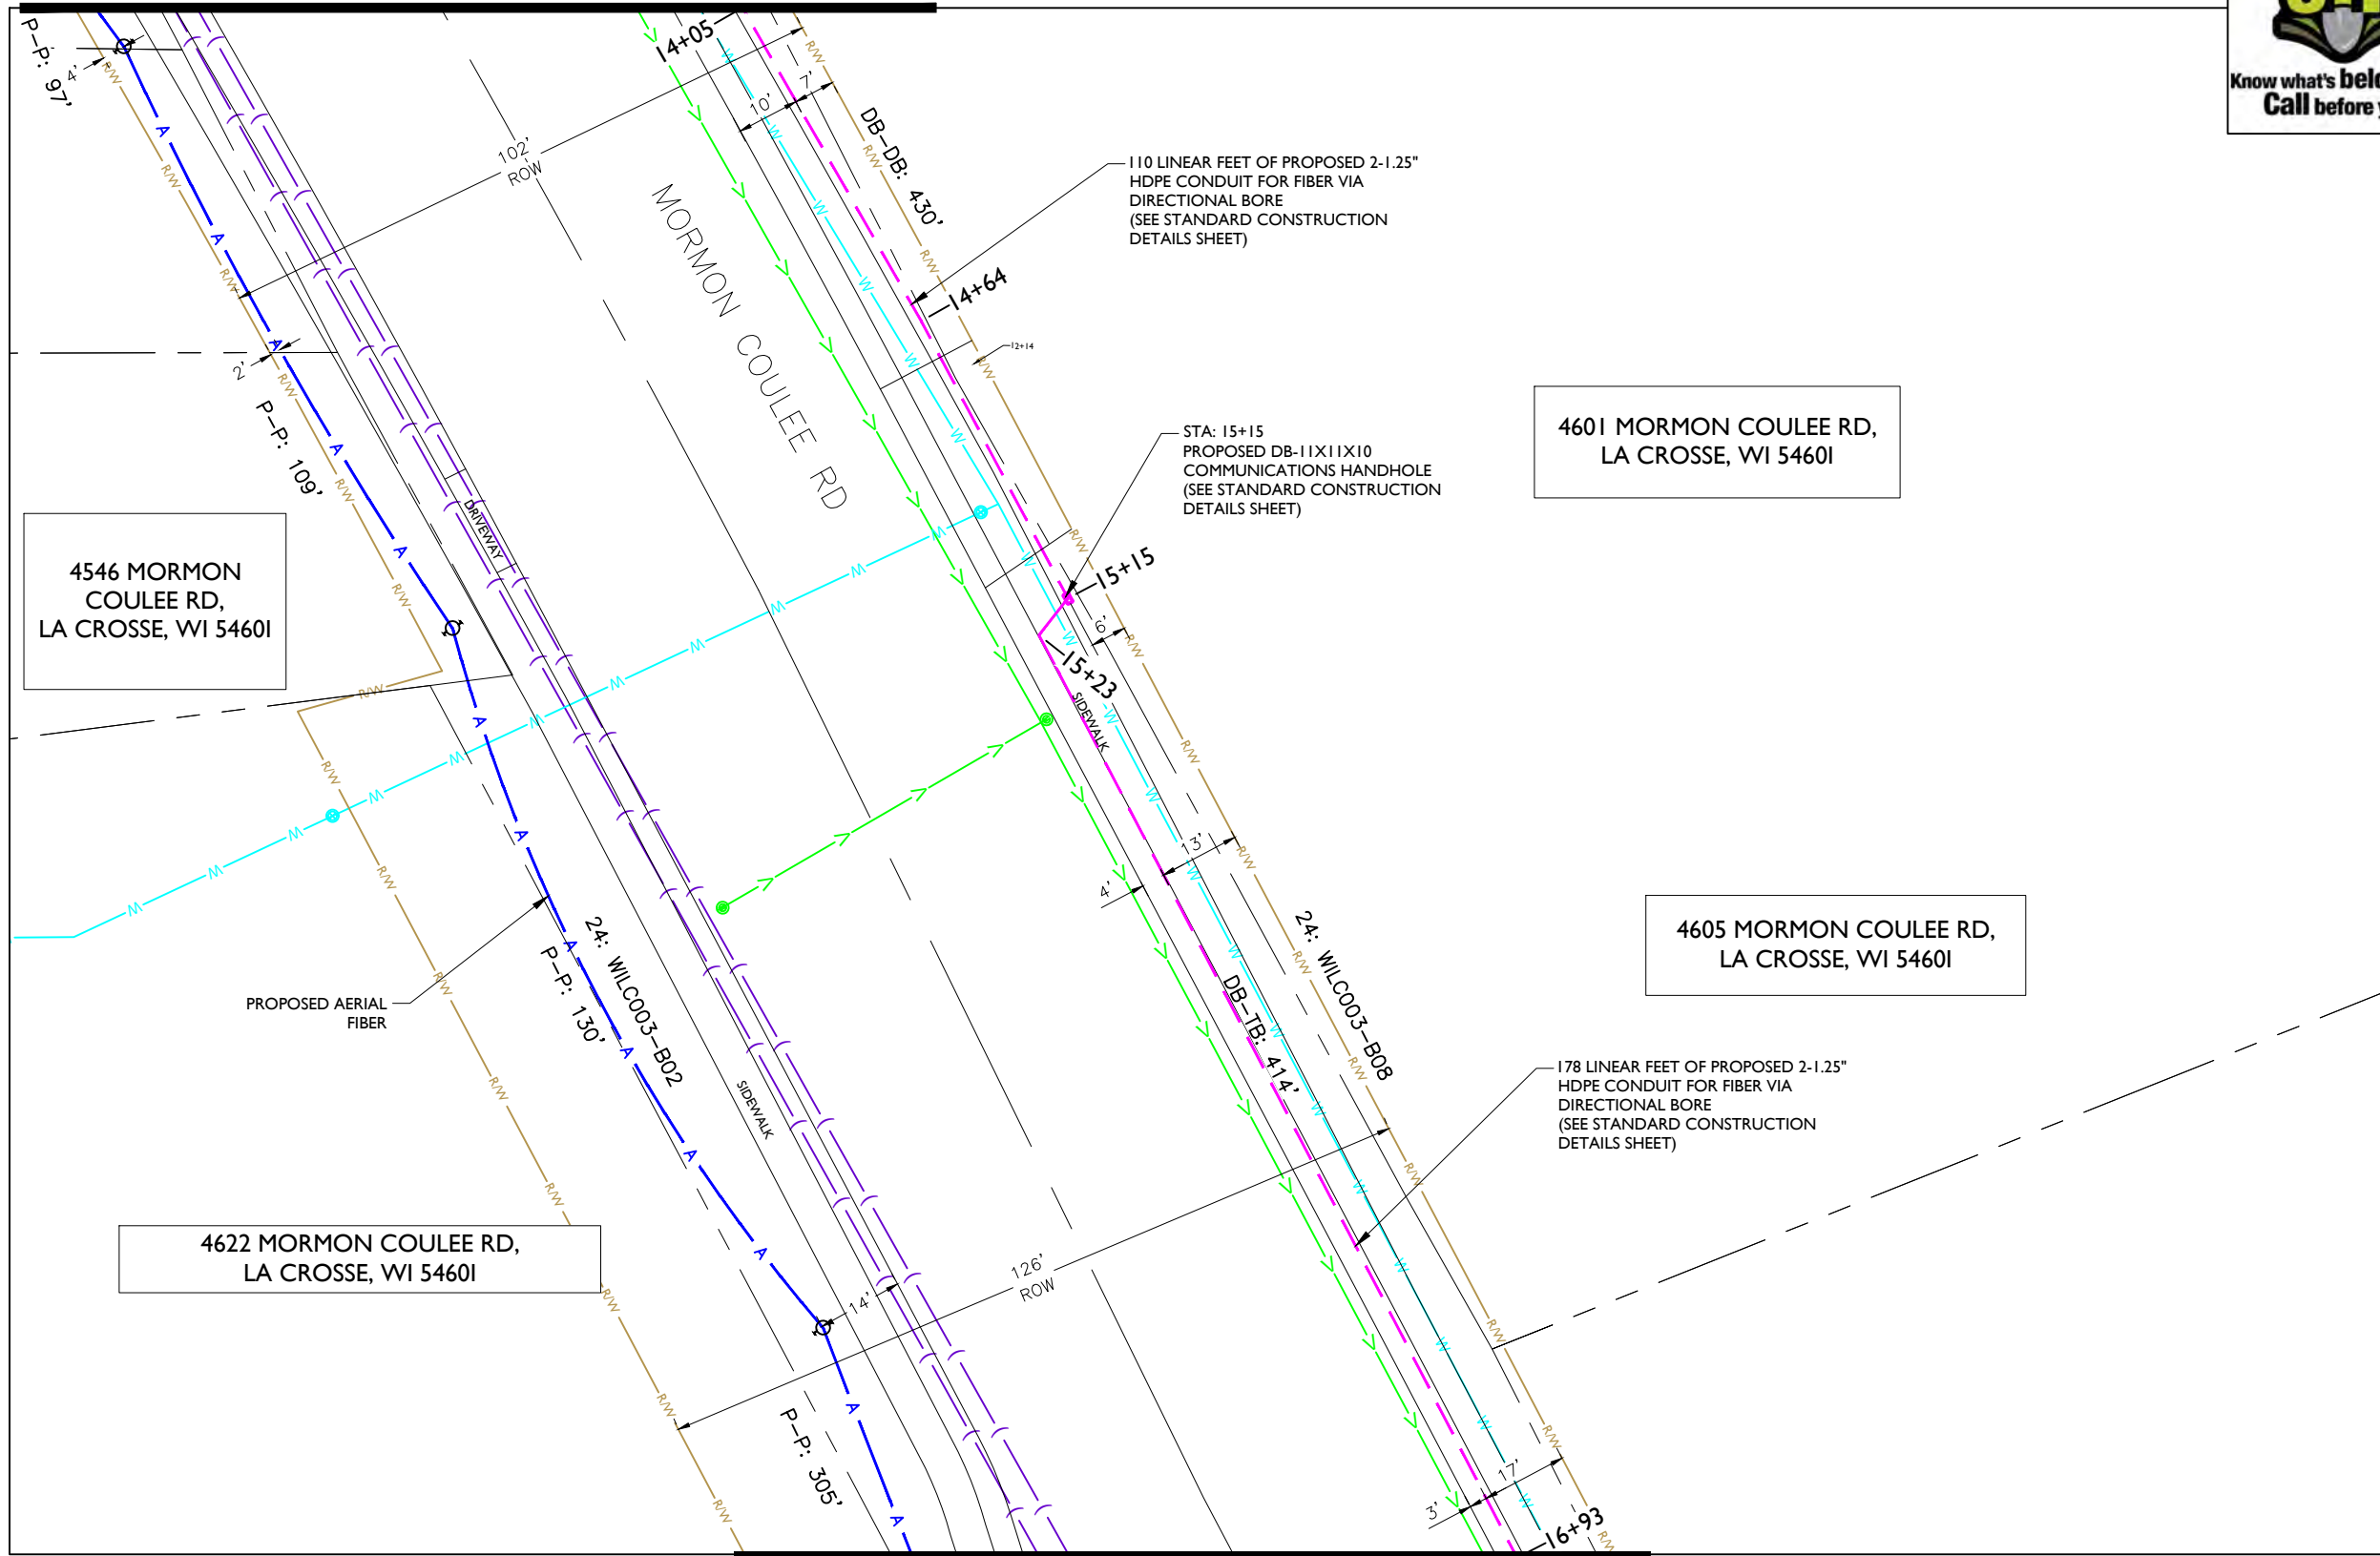 Know what's
Call before
P-P: 97'
4'
R/W
A
14+05
7'
10'
W
102'
ROW
DB-DB: 430'
110 LINEAR FEET OF PROPOSED 2-1.25"
HDPE CONDUIT FOR FIBER VIA
DIRECTIONAL BORE
(SEE STANDARD CONSTRUCTION
DETAILS SHEET)
MORMON COULEE RD
14+64
12+14
2'
P-P: 109'
STA: 15+15
PROPOSED DB-11X11X10
COMMUNICATIONS HANDHOLE
(SEE STANDARD CONSTRUCTION
DETAILS SHEET)
4601 MORMON COULEE RD,
LA CROSSE, WI 54601
DRIVEWAY
4546 MORMON
COULEE RD,
LA CROSSE, WI 54601
15+15
6'
15+23
SIDEWALK
13'
4'
4605 MORMON COULEE RD,
LA CROSSE, WI 54601
24: WILC003-B02
P-P: 130'
PROPOSED AERIAL
FIBER
24: WILC003-B08
DB-TB: 414'
178 LINEAR FEET OF PROPOSED 2-1.25"
HDPE CONDUIT FOR FIBER VIA
DIRECTIONAL BORE
(SEE STANDARD CONSTRUCTION
DETAILS SHEET)
SIDEWALK
4622 MORMON COULEE RD,
LA CROSSE, WI 54601
126'
ROW
14'
P-P: 305'
17'
3'
16+93